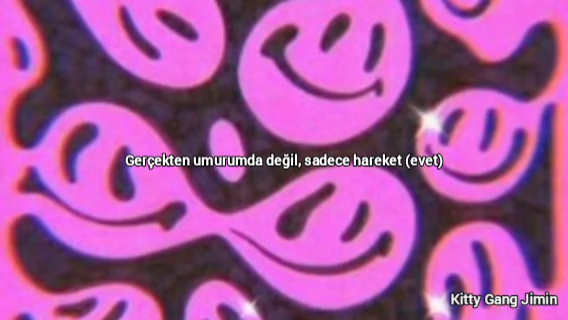 Gerçekten umurumda değil, sadece hareket (evet)
Kitty Gang Jimin